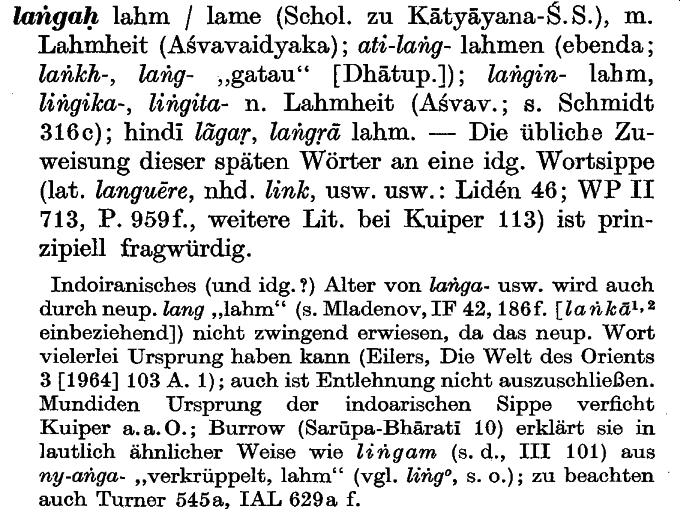 laṅgaḥ lahm / lame (Schol. zu Kātyāyana-Ś.S.), m.
Lahmheit (Aśvavaidyaka); ati-laṅg- lahmen (ebenda;
laṅkh-, laṅg- „gatau“ [Dhātup.]); laṅgin- lahm,
liṅgika-, liṅgita- n. Lahmheit (Aśvav.; s. Schmidt
316c); hindī lā̃gaṛ, laṅgṛā lahm. — Die übliche Zu-
weisung dieser späten Wörter an eine idg. Wortsippe
(lat. languēre, nhd. link, usw. usw.: Lidén 46; WP II
713, P. 959f., weitere Lit. bei Kuiper 113) ist prin-
zipiell fragwürdig.
Indoiranisches (und idg.?) Alter von laṅga- usw. wird auch
durch neup. lang „lahm“ (s. Mladenov, IF 42, 186f. [laṅkā¹,²
einbeziehend]) nicht zwingend erwiesen, da das neup. Wort
vielerlei Ursprung haben kann (Eilers, Die Welt des Orients
3 [1964] 103 A. 1); auch ist Entlehnung nicht auszuschließen.
Mundiden Ursprung der indoarischen Sippe verficht
Kuiper a.a.O.; Burrow (Sarūpa-Bhāratī 10) erklärt sie in
lautlich ähnlicher Weise wie liṅgam (s. d., III 101) aus
ny-aṅga- „verkrüppelt, lahm“ (vgl. liṅg°, s. o.); zu beachten
auch Turner 545a, IAL 629a f.